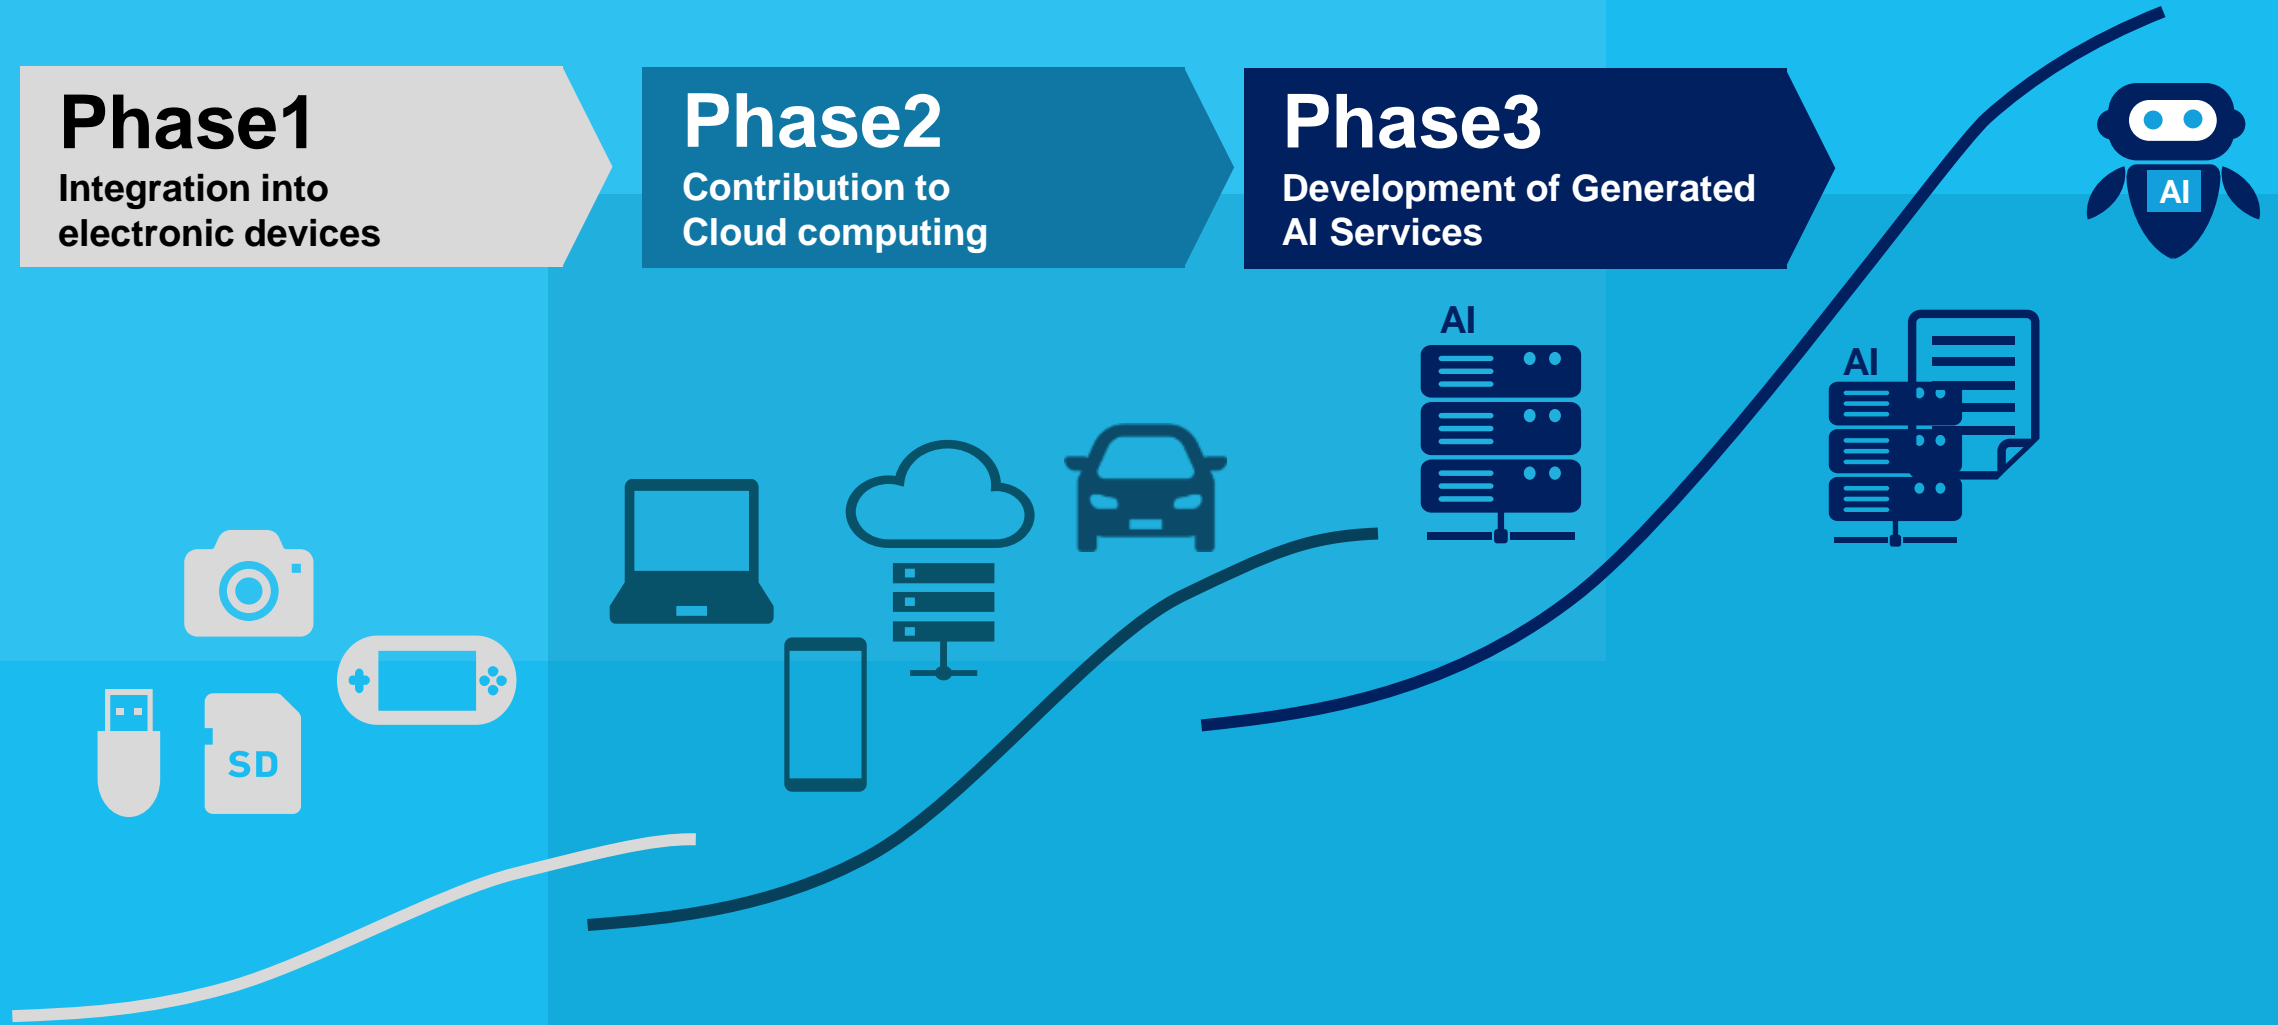 Phase1
Integration into
electronic devices
Phase2
Contribution to
Cloud computing
Phase3
Development of Generated
AI Services
AI
AI
AI
SD